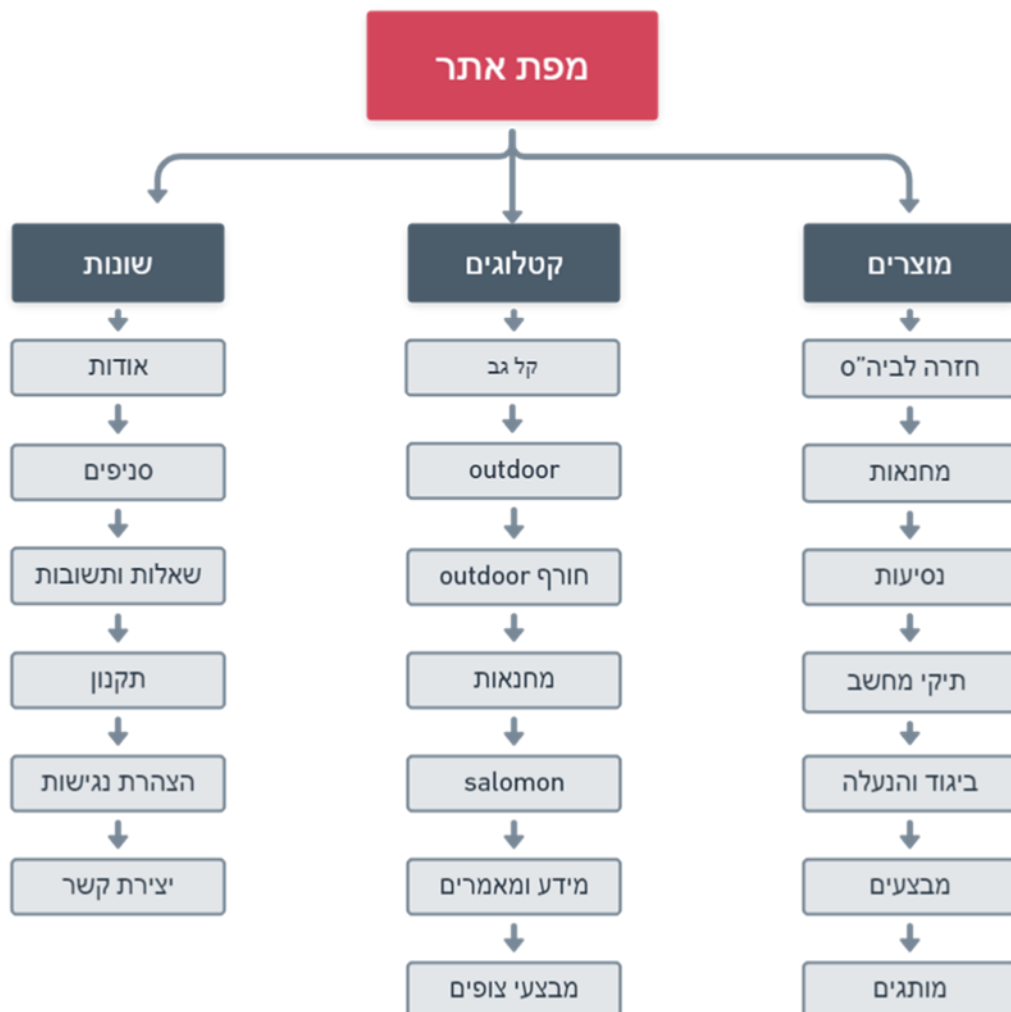 מפת אתר
מוצרים
חזרה לביה"ס
מחנאות
נסיעות
תיקי מחשב
ביגוד והנעלה
מבצעים
מותגים
קטלוגים
קל גב
outdoor
חורף outdoor
מחנאות
salomon
מידע ומאמרים
מבצעי צופים
שונות
אודות
סניפים
שאלות ותשובות
תקנון
הצהרת נגישות
יצירת קשר